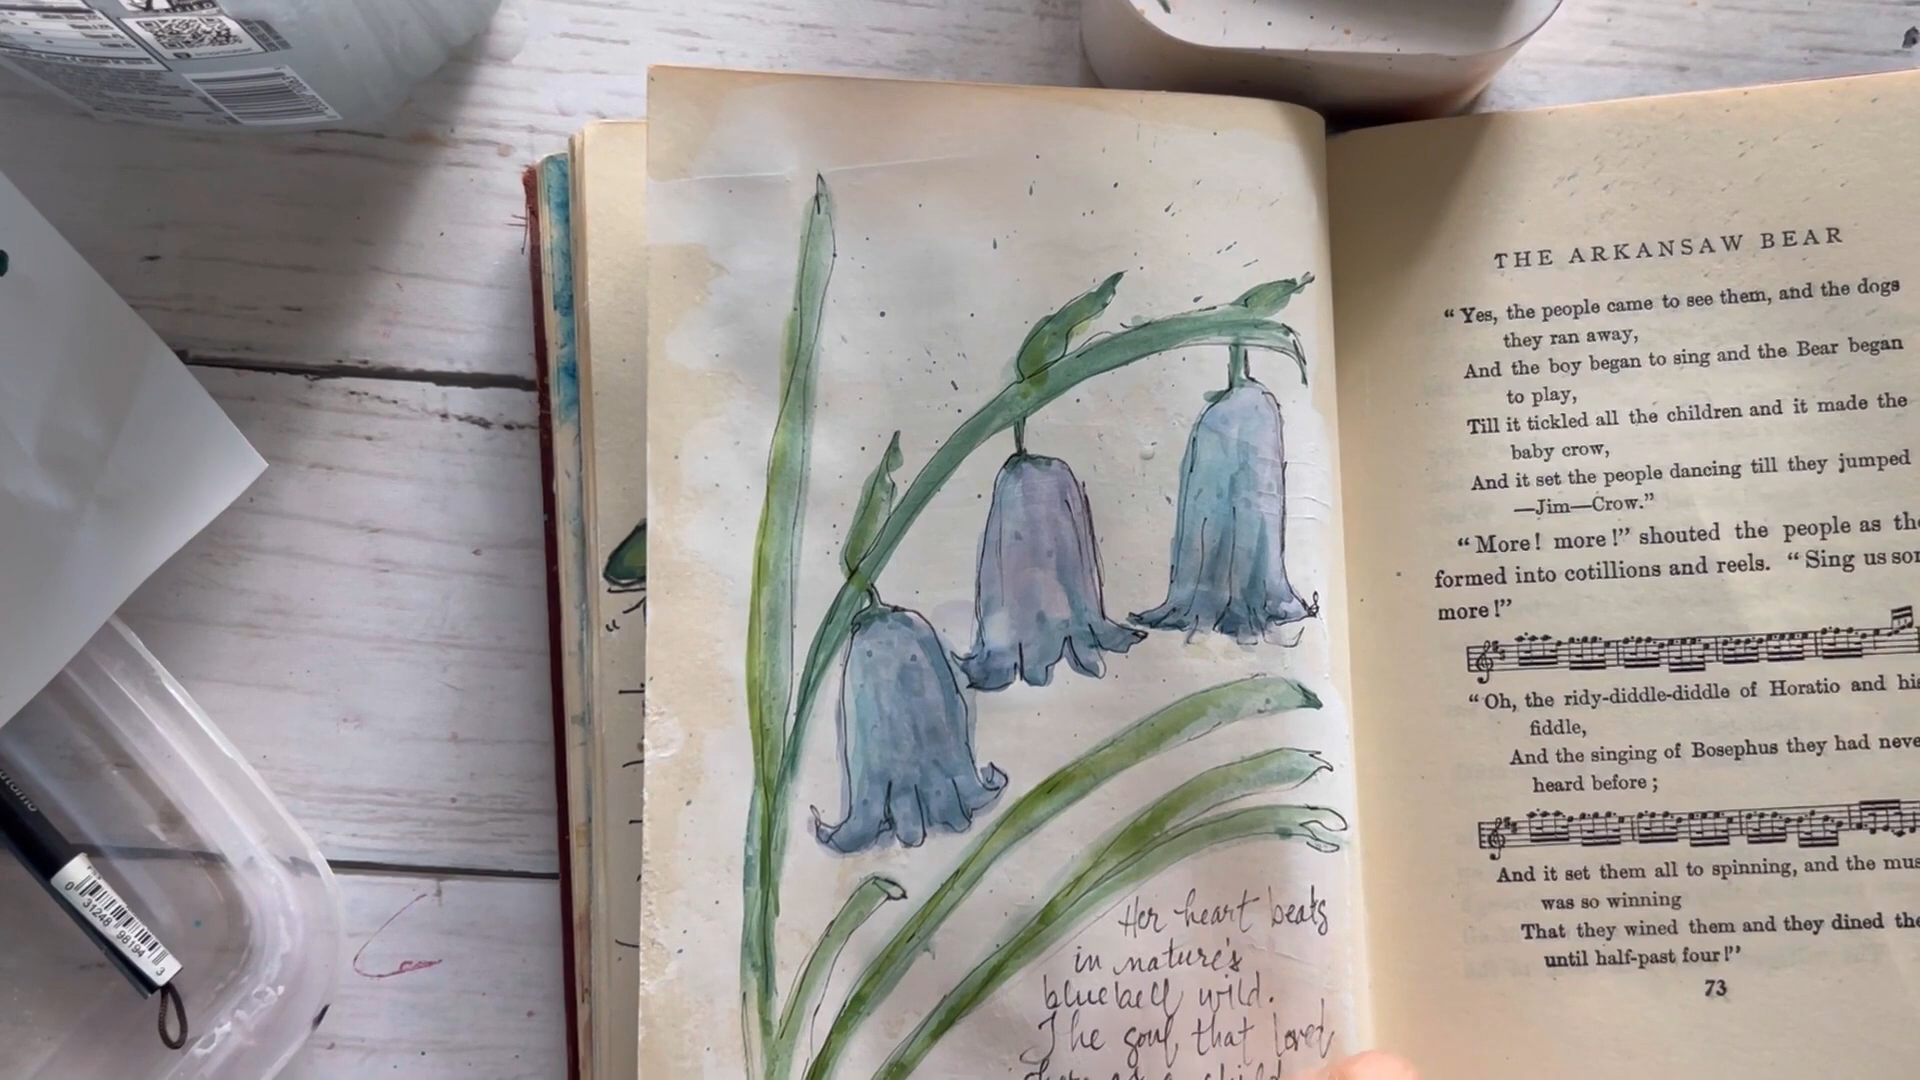 Her heart beats
in nature's
bluebell wild.
The soul that loved
THE ARKANSAW BEAR
“Yes, the people came to see them, and the dogs
they ran away,
And the boy began to sing and the Bear began
to play,
Till it tickled all the children and it made the
baby crow,
And it set the people dancing till they jumped
—Jim—Crow.”
“More! more!” shouted the people as the
formed into cotillions and reels. “Sing us som
more!”
“Oh, the ridy-diddle-diddle of Horatio and his
fiddle,
And the singing of Bosephus they had neve
heard before;
And it set them all to spinning, and the mus
was so winning
That they wined them and they dined the
until half-past four!”
73
0 31248 98194 3